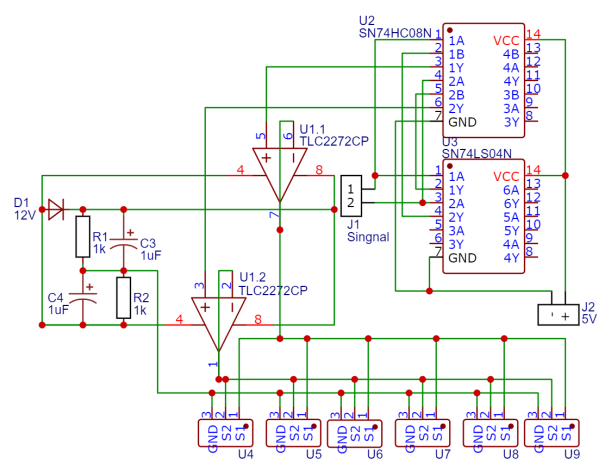 U2
SN74HC08N
1 1A VCC 14
2 1B 4B 13
3 1Y 4A 12
4 2A 4Y 11
5 2B 3B 10
6 2Y 3A 9
7 GND 3Y 8
U3
SN74LS04N
1 1A VCC 14
2 1Y 6A 13
3 2A 6Y 12
4 2Y 5A 11
5 3A 5Y 10
6 3Y 4A 9
7 GND 4Y 8
5 6 U1.1
TLC2272CP
+
4 8
7
1
2
J1
Singnal
D1
12V
R1
1k
+
C3
1uF
C4
1uF
+
R2
1k
3 2 U1.2
TLC2272CP
+
4 8
1
- +
J2
5V
3 2 1 3 2 1 3 2 1 3 2 1 3 2 1 3 2 1
GND S2 S1 GND S2 S1 GND S2 S1 GND S2 S1 GND S2 S1 GND S2 S1
U4 U5 U6 U7 U8 U9